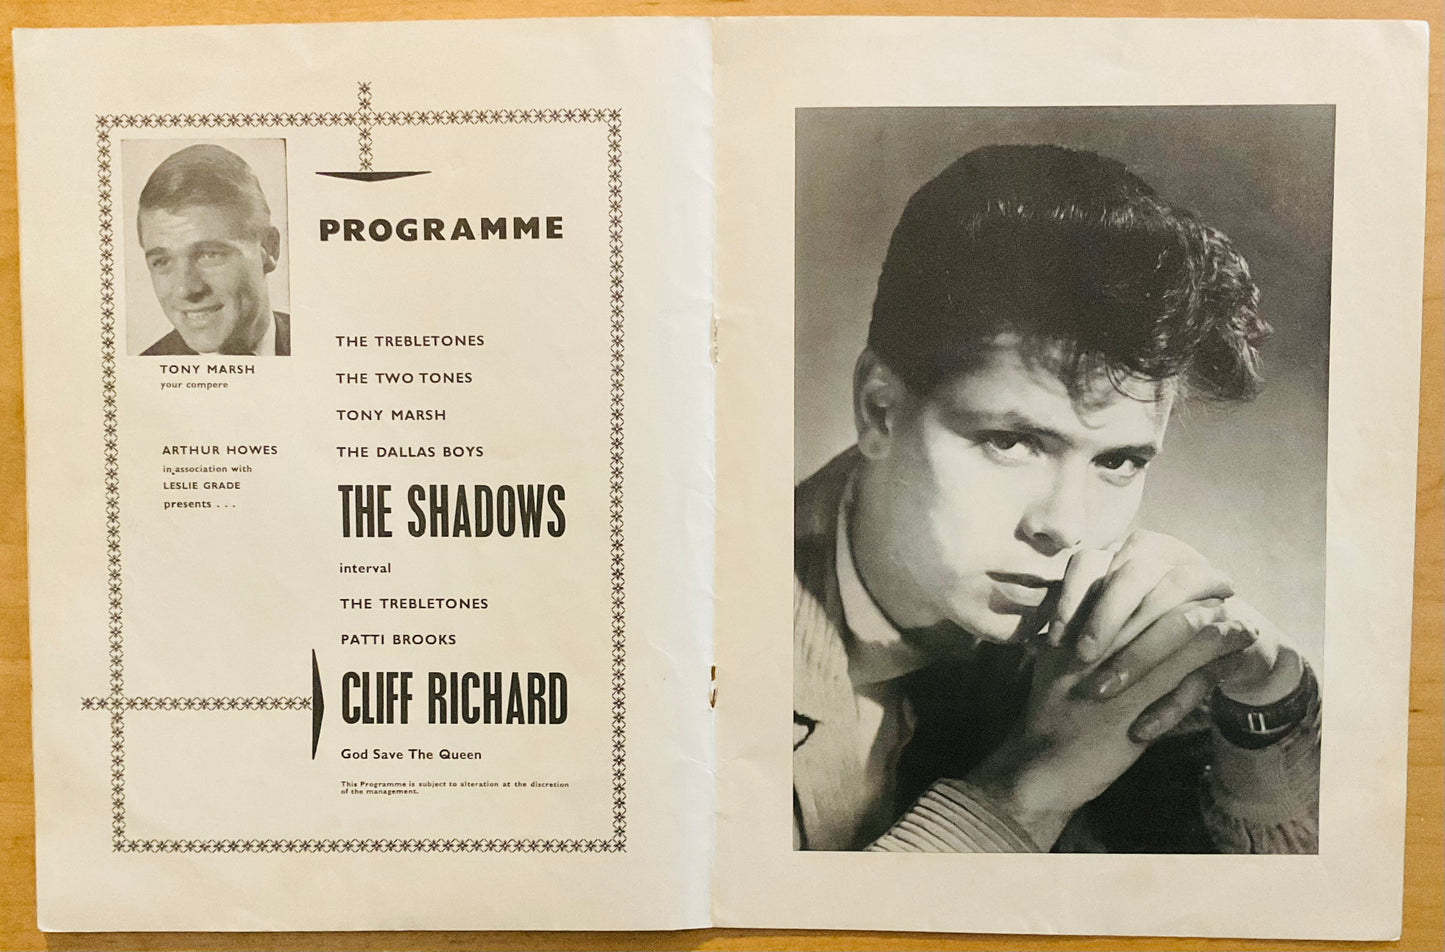 PROGRAMME
TONY MARSH
your compere
ARTHUR HOWES
in association with
LESLIE GRADE
presents . . .
THE TREBLETONES
THE TWO TONES
TONY MARSH
THE DALLAS BOYS
THE SHADOWS
interval
THE TREBLETONES
PATTI BROOKS
CLIFF RICHARD
God Save The Queen
This Programme is subject to alteration at the discretion
of the management.